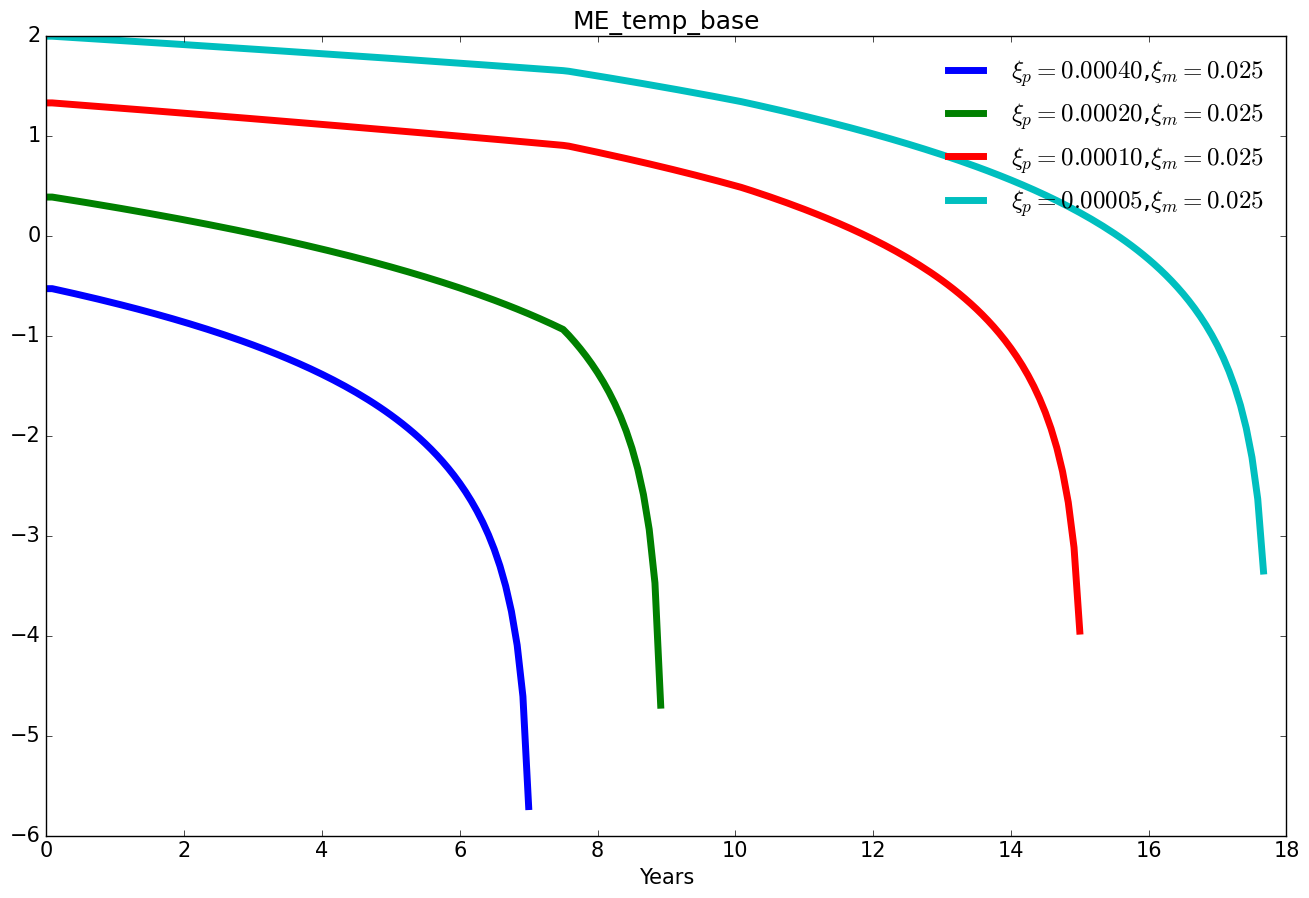 ME_temp_base
2
1
0
−1
−2
−3
−4
−5
−6
ξp = 0.00040,ξm = 0.025
ξp = 0.00020,ξm = 0.025
ξp = 0.00010,ξm = 0.025
ξp = 0.00005,ξm = 0.025
0 2 4 6 8 10 12 14 16 18
Years